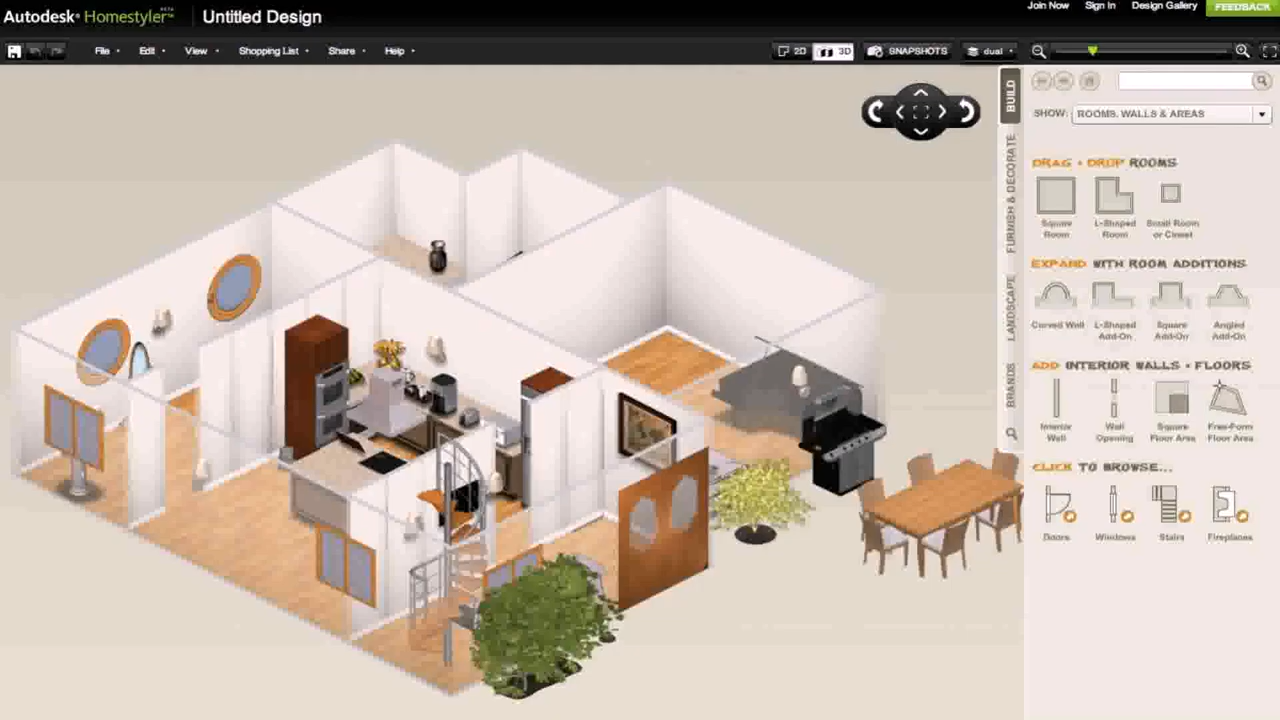 Autodesk® Homestyler™ BETA Untitled Design
Join Now Sign In Design Gallery FEEDBACK
File Edit View Shopping List Share Help 2D 3D SNAPSHOTS dual
BUILD
FURNISH & DECORATE
LANDSCAPE
BRANDS
SHOW: ROOMS, WALLS & AREAS
DRAG + DROP ROOMS
Square Room
L-Shaped Room
Small Room or Closet
EXPAND WITH ROOM ADDITIONS
Curved Wall
L-Shaped Add-On
Square Add-On
Angled Add-On
ADD INTERIOR WALLS + FLOORS
Interior Wall
Wall Opening
Square Floor Area
Free-Form Floor Area
CLICK TO BROWSE...
Doors Windows Stairs Fireplaces